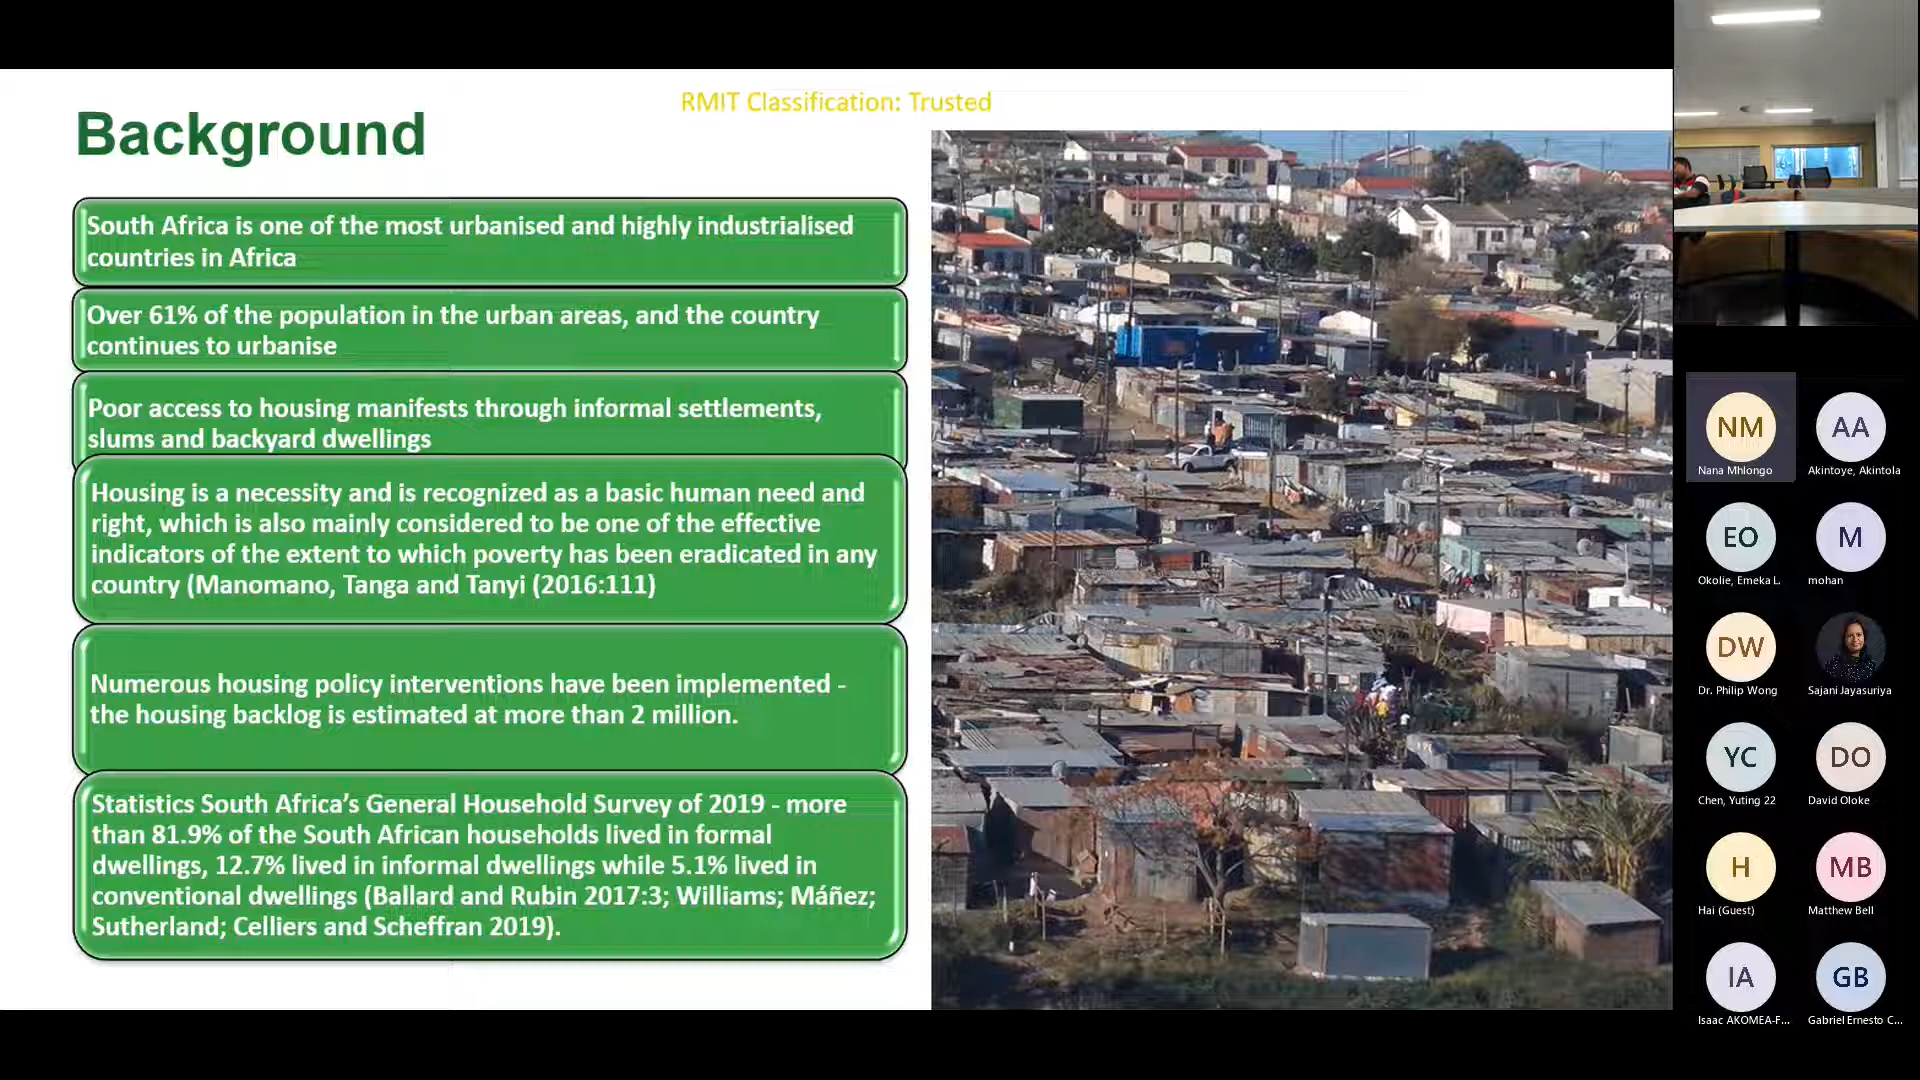 RMIT Classification: Trusted
Background
South Africa is one of the most urbanised and highly industrialised
countries in Africa
Over 61% of the population in the urban areas, and the country
continues to urbanise
Poor access to housing manifests through informal settlements,
slums and backyard dwellings
Housing is a necessity and is recognized as a basic human need and
right, which is also mainly considered to be one of the effective
indicators of the extent to which poverty has been eradicated in any
country (Manomano, Tanga and Tanyi (2016:111)
Numerous housing policy interventions have been implemented -
the housing backlog is estimated at more than 2 million.
Statistics South Africa’s General Household Survey of 2019 - more
than 81.9% of the South African households lived in formal
dwellings, 12.7% lived in informal dwellings while 5.1% lived in
conventional dwellings (Ballard and Rubin 2017:3; Williams; Máñez;
Sutherland; Celliers and Scheffran 2019).
NM
Nana Mhlongo
AA
Akintoye, Akintola
EO
Okolie, Emeka L.
M
mohan
DW
Dr. Philip Wong
Sajani Jayasuriya
YC
Chen, Yuting 22
DO
David Oloke
H
Hai (Guest)
MB
Matthew Bell
IA
Isaac AKOMEA-F...
GB
Gabriel Ernesto C...